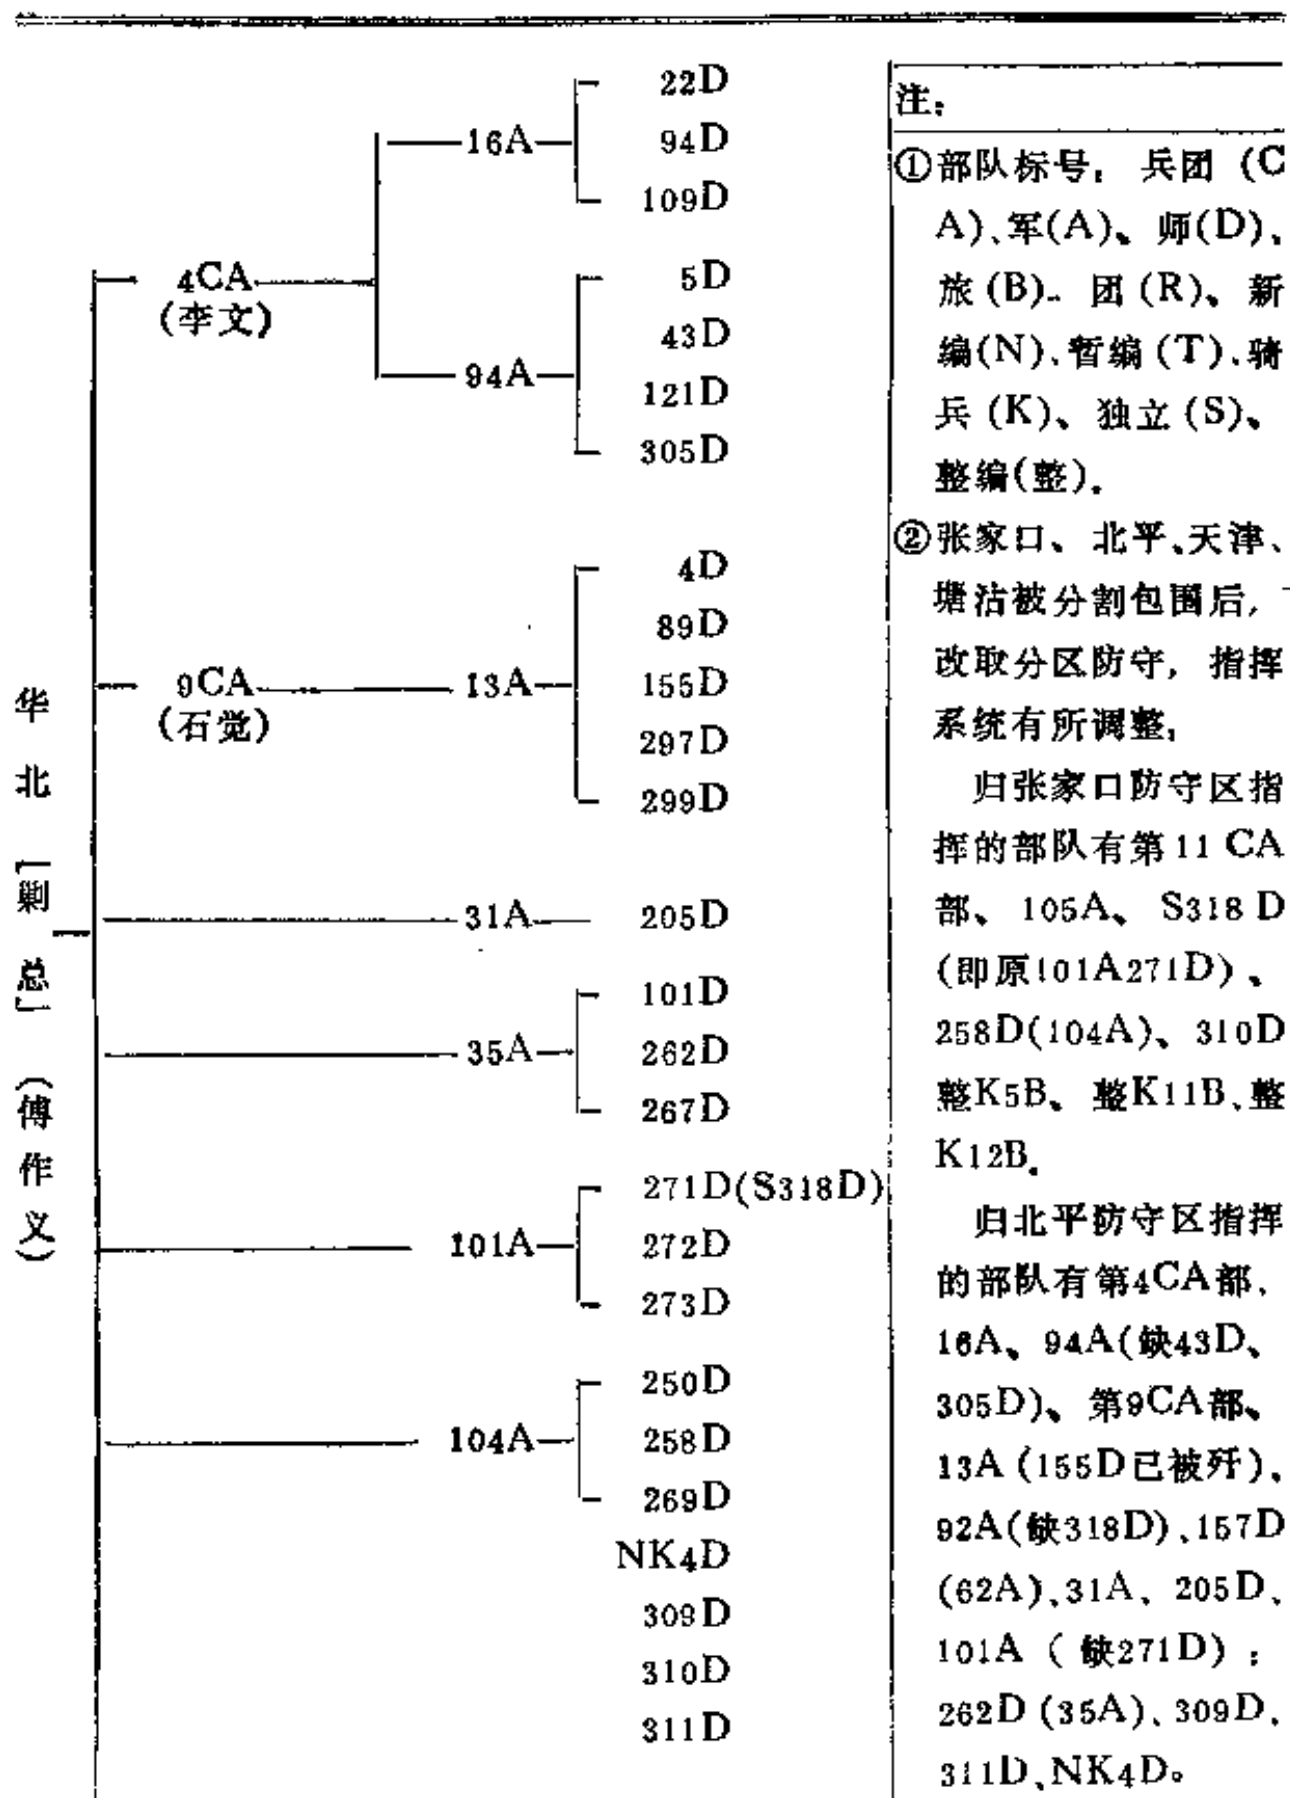 华北「剿总」（傅作义）
4CA
（李文）
16A
22D
94D
109D
94A
5D
43D
121D
305D
9CA
（石觉）
13A
4D
89D
155D
297D
299D
31A
205D
35A
101D
262D
267D
101A
271D(S318D)
272D
273D
104A
250D
258D
269D
NK4D
309D
310D
311D
注：
①部队标号：兵团（C
A）、军(A)、师(D)、
旅(B)、团(R)、新
编(N)、暂编(T)、骑
兵(K)、独立(S)、
整编(整)。
②张家口、北平、天津、
塘沽被分割包围后，
改取分区防守，指挥
系统有所调整：
归张家口防守区指
挥的部队有第11CA
部、105A、S318D
(即原101A271D)、
258D(104A)、310D
整K5B、整K11B、整
K12B。
归北平防守区指挥
的部队有第4CA部、
16A、94A(缺43D、
305D)、第9CA部、
13A(155D已被歼)、
92A(缺318D)、157D
(62A)、31A、205D、
101A（缺271D）：
262D(35A)、309D、
311D、NK4D。